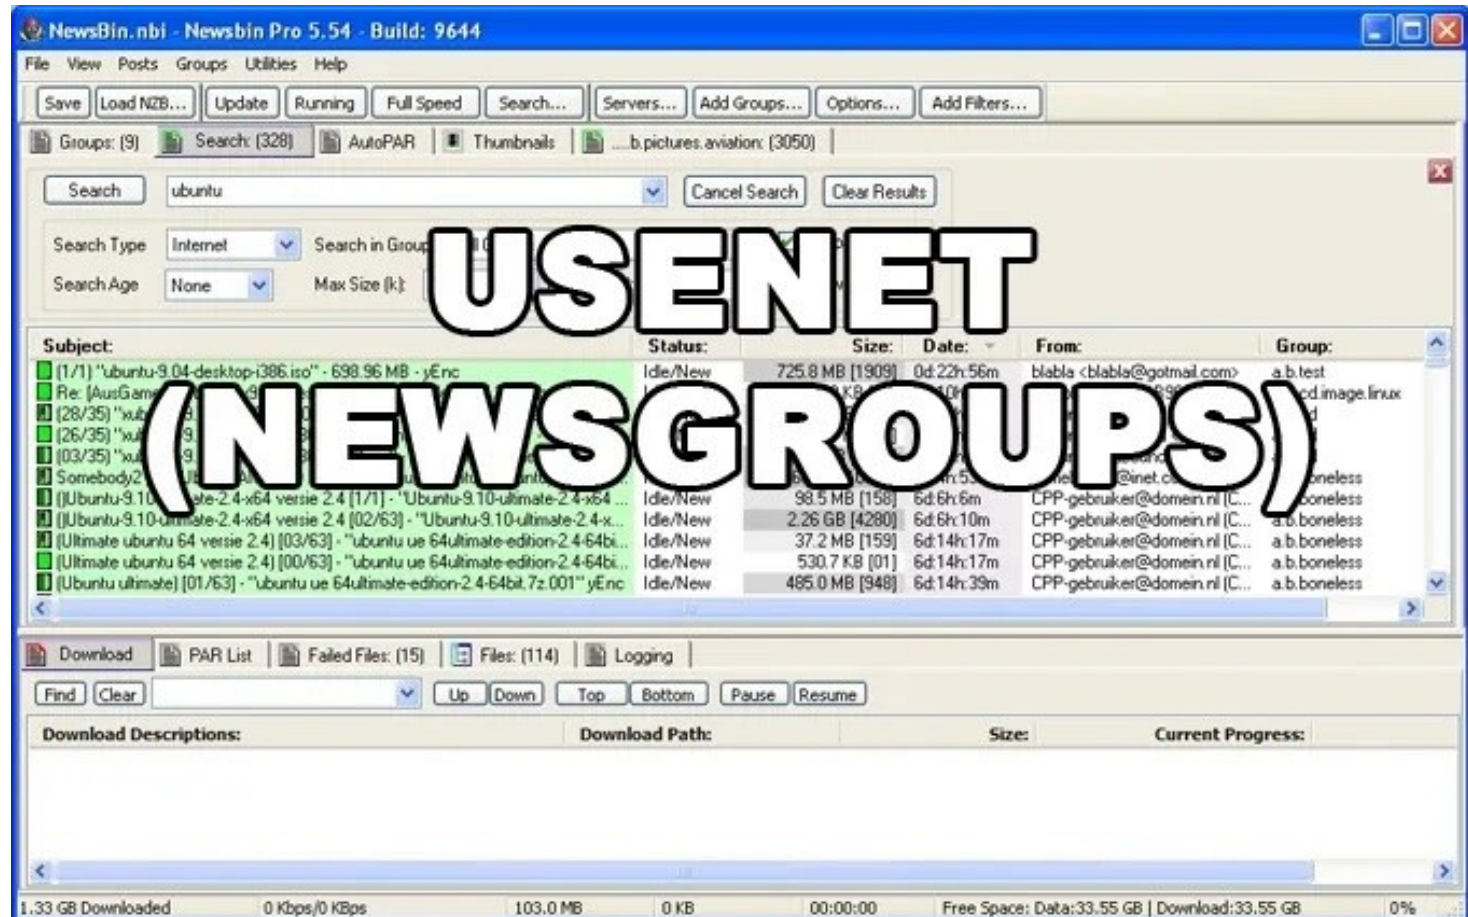 NewsBin.nbi - Newsbin Pro 5.54 - Build: 9644
File View Posts Groups Utilities Help
Save Load NZB... Update Running Full Speed Search... Servers... Add Groups... Options... Add Filters...
Groups: (9) Search: (328) AutoPAR Thumbnails ....b.pictures.aviation: (3050)
Search ubuntu Cancel Search Clear Results
Search Type Internet Search in
Search Age None Max Size (k):
USENET
(NEWSGROUPS)
Subject: Status: Size: Date: From: Group:
(1/1) "ubuntu-9.04-desktop-i386.iso" - 698.96 MB - yEnc Idle/New 725.8 MB [1909] 0d:22h:56m blabla <blabla@gotmail.com> a.b.test
Re: Idle/New cd.image.linux
(28/35)
(26/35)
(03/35)
boneless
Idle/New 98.5 MB [158] 6d:6h:6m CPP-gebruiker@domein.nl (C... a.b.boneless
(]Ubuntu-9.10-ultimate-2.4-x64 versie 2.4 [02/63] - "Ubuntu-9.10-ultimate-2.4-x... Idle/New 2.26 GB [4280] 6d:6h:10m CPP-gebruiker@domein.nl (C... a.b.boneless
(Ultimate ubuntu 64 versie 2.4) [03/63] - "ubuntu ue 64ultimate-edition-2.4-64bi... Idle/New 37.2 MB [159] 6d:14h:17m CPP-gebruiker@domein.nl (C... a.b.boneless
(Ultimate ubuntu 64 versie 2.4) [00/63] - "ubuntu ue 64ultimate-edition-2.4-64bi... Idle/New 530.7 KB [01] 6d:14h:17m CPP-gebruiker@domein.nl (C... a.b.boneless
(Ubuntu ultimate) [01/63] - "ubuntu ue 64ultimate-edition-2.4-64bit.7z.001" yEnc Idle/New 485.0 MB [948] 6d:14h:39m CPP-gebruiker@domein.nl (C... a.b.boneless
Download PAR List Failed Files: (15) Files: (114) Logging
Find Clear Up Down Top Bottom Pause Resume
Download Descriptions: Download Path: Size: Current Progress:
1.33 GB Downloaded 0 Kbps/0 KBps 103.0 MB 0 KB 00:00:00 Free Space: Data:33.55 GB | Download:33.55 GB 0%